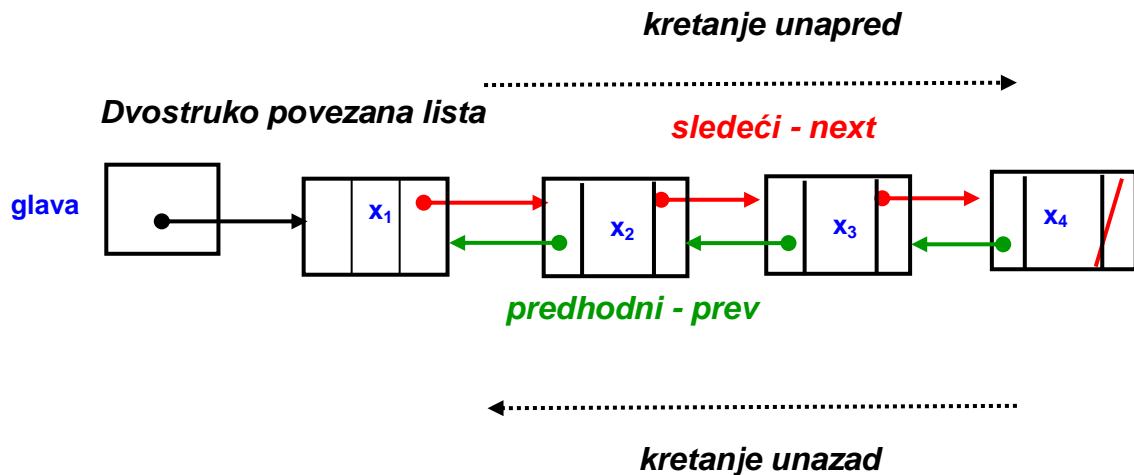 kretanje unapred
Dvostruko povezana lista
sledeći - next
glava
x₁
x₂
x₃
x₄
predhodni - prev
kretanje unazad